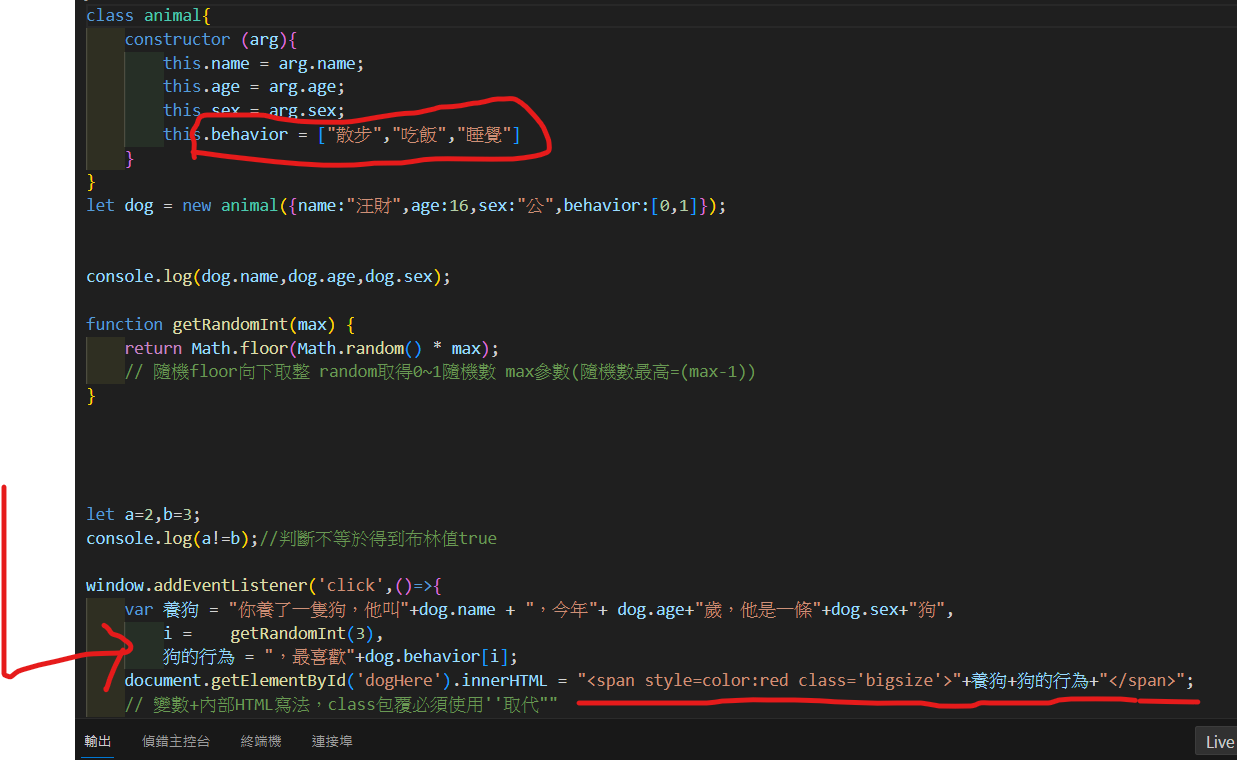 class animal{
constructor (arg){
this.name = arg.name;
this.age = arg.age;
this.sex = arg.sex;
this.behavior = ["散步","吃飯","睡覺"]
}
}
let dog = new animal({name:"汪財",age:16,sex:"公",behavior:[0,1]});
console.log(dog.name,dog.age,dog.sex);
function getRandomInt(max) {
return Math.floor(Math.random() * max);
// 隨機floor向下取整 random取得0~1隨機數 max參數(隨機數最高=(max-1))
}
let a=2,b=3;
console.log(a!=b);//判斷不等於得到布林值true
window.addEventListener('click',()=>{
var 養狗 = "你養了一隻狗，他叫"+dog.name + "，今年"+ dog.age+"歲，他是一條"+dog.sex+"狗",
i =    getRandomInt(3),
狗的行為 = "，最喜歡"+dog.behavior[i];
document.getElementById('dogHere').innerHTML = "<span style=color:red class='bigsize'>"+養狗+狗的行為+"</span>";
// 變數+內部HTML寫法，class包覆必須使用''取代""
輸出 偵錯主控台 終端機 連接埠
Live